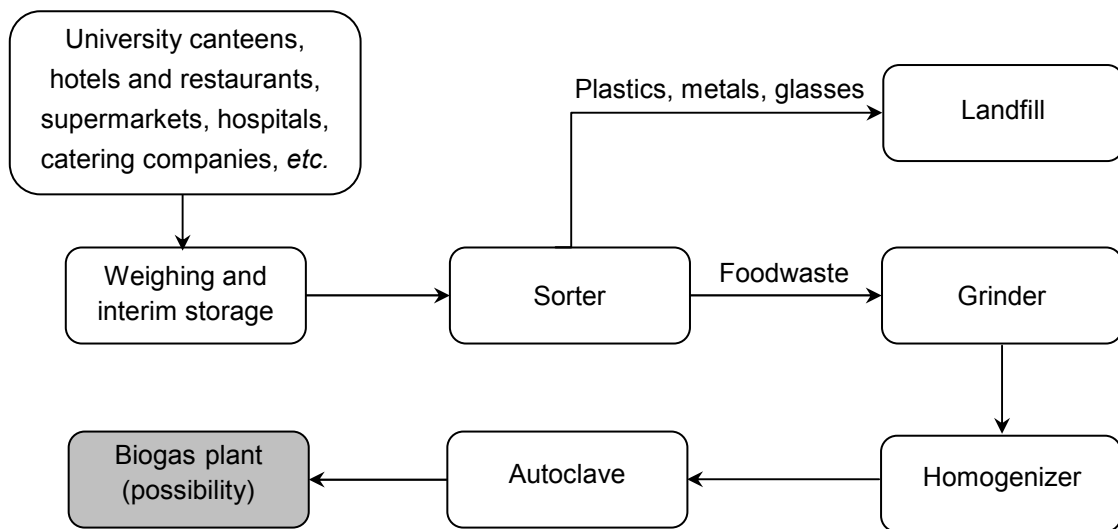 University canteens,
hotels and restaurants,
supermarkets, hospitals,
catering companies, etc.
Plastics, metals, glasses
Landfill
Weighing and
interim storage
Sorter
Foodwaste
Grinder
Biogas plant
(possibility)
Autoclave
Homogenizer